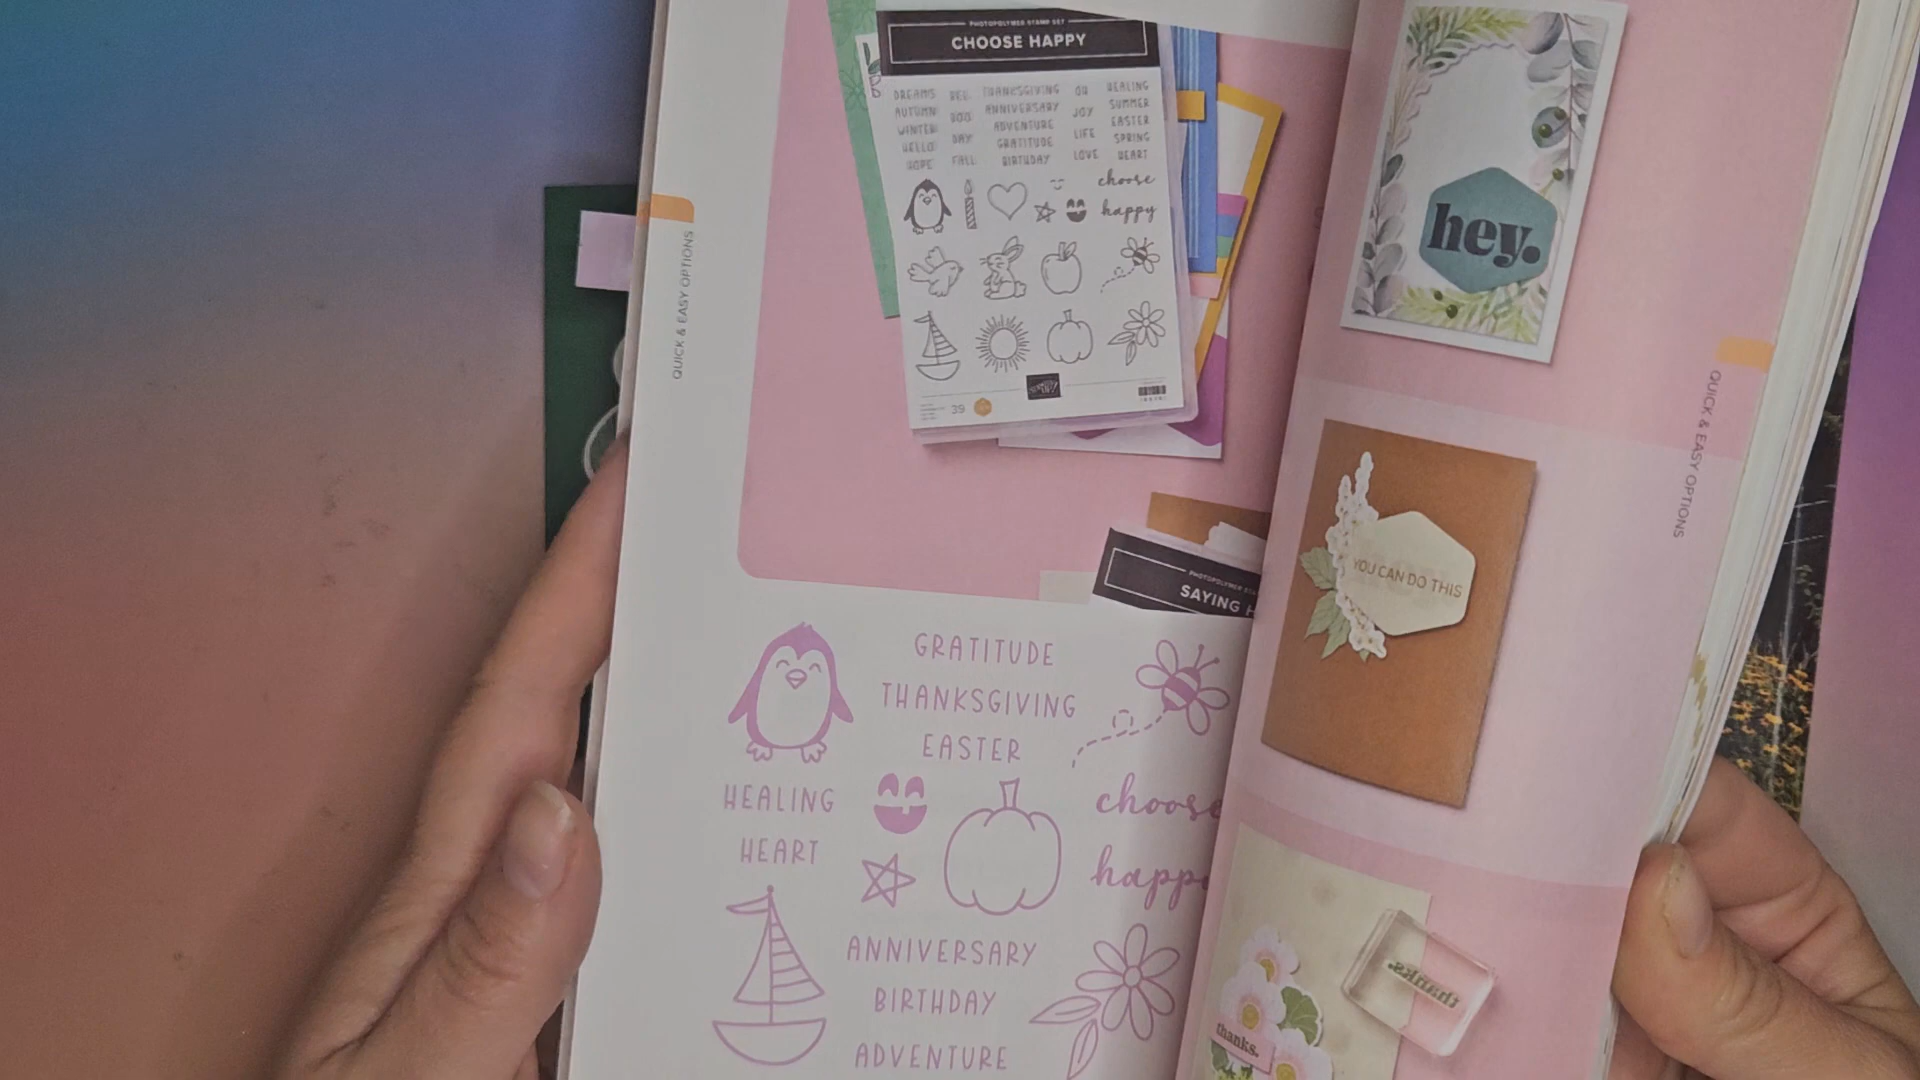 PHOTOPOLYMER STAMP SET
CHOOSE HAPPY
DREAMS
AUTUMN
WINTER
HELLO
HOPE
BOO
DAY
FALL
THANKSGIVING
ANNIVERSARY
ADVENTURE
GRATITUDE
BIRTHDAY
OH
JOY
LIFE
LOVE
HEALING
SUMMER
EASTER
SPRING
HEART
choose
happy
39
QUICK & EASY OPTIONS
PHOTOPOLYMER STA
SAYING H
GRATITUDE
THANKSGIVING
EASTER
HEALING
HEART
choose
happy
ANNIVERSARY
BIRTHDAY
ADVENTURE
hey.
YOU CAN DO THIS
QUICK & EASY OPTIONS
thanks.
thanks.